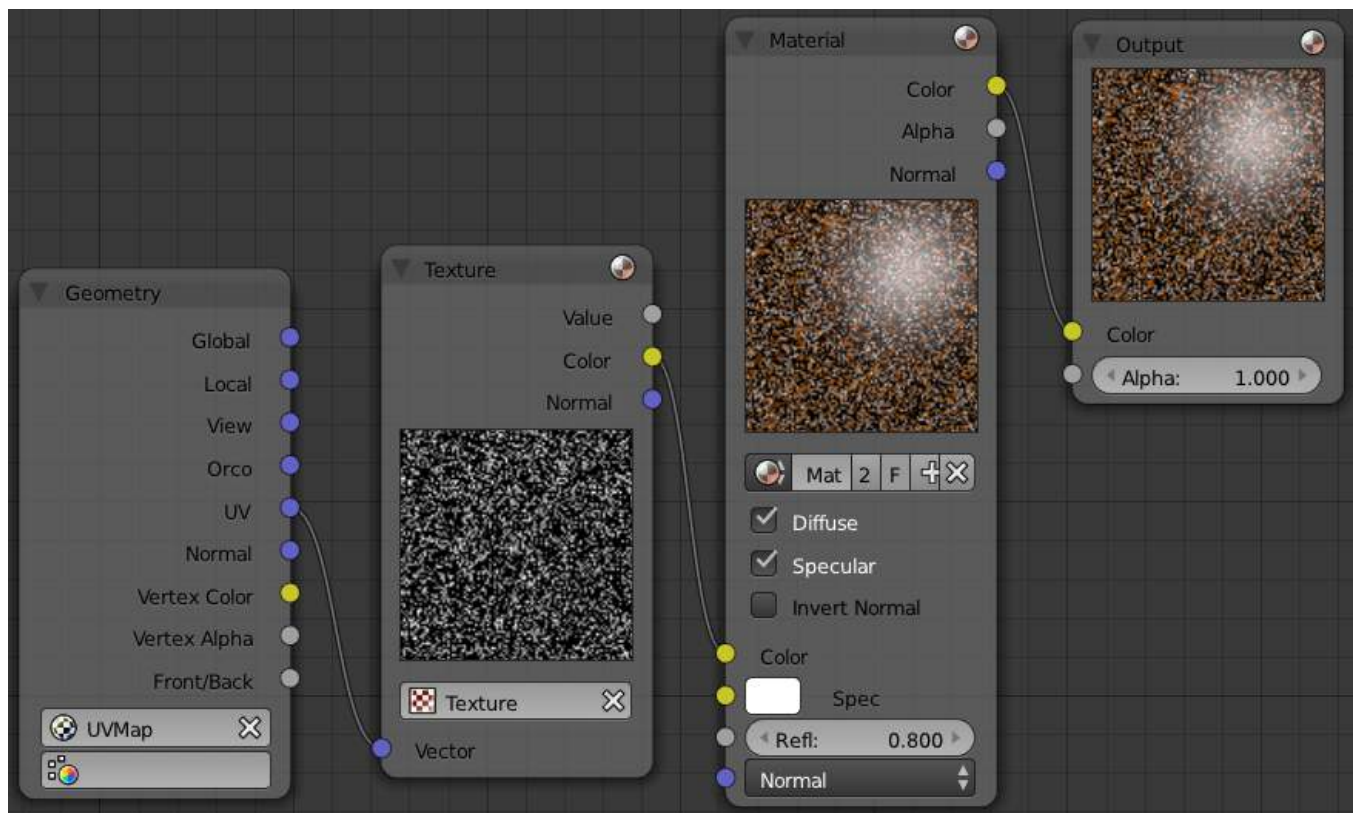 Geometry
Global
Local
View
Orco
UV
Normal
Vertex Color
Vertex Alpha
Front/Back
UVMap
Texture
Value
Color
Normal
Texture
Vector
Material
Color
Alpha
Normal
Mat 2 F
Diffuse
Specular
Invert Normal
Color
Spec
Refl: 0.800
Normal
Output
Color
Alpha: 1.000